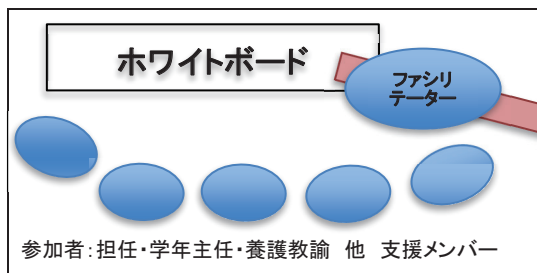 ホワイトボード
ファシリ
テーター
参加者:担任・学年主任・養護教諭 他 支援メンバー